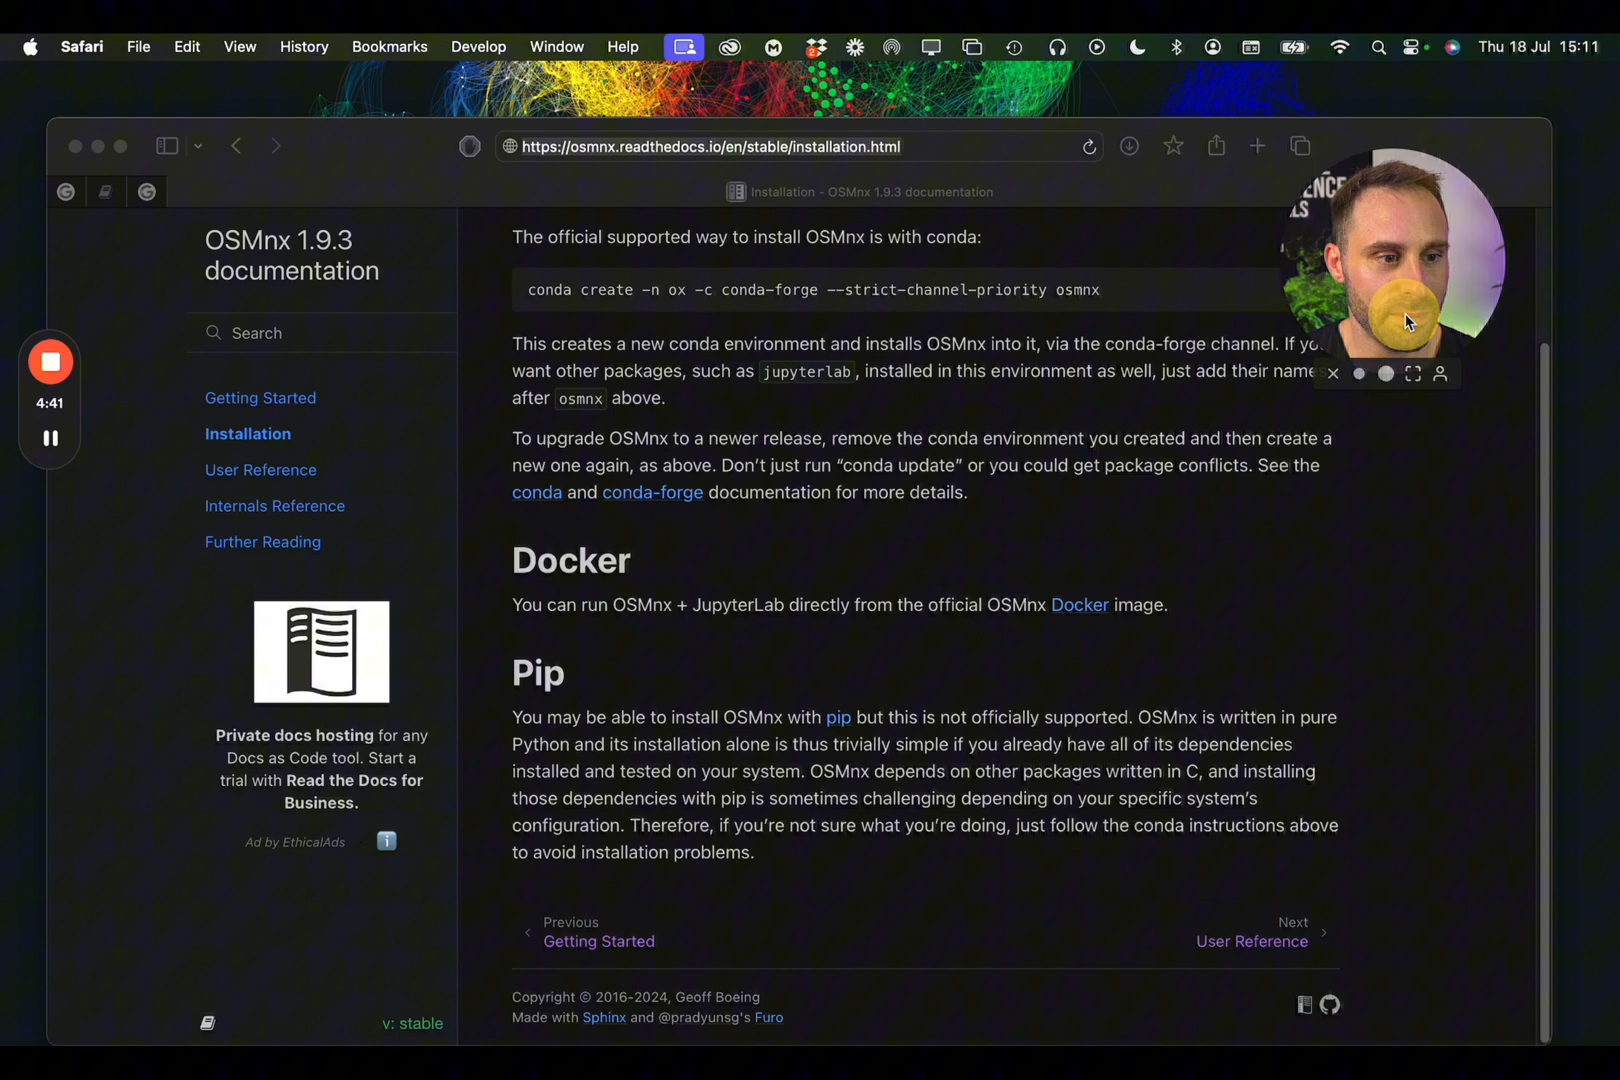 Safari File Edit View History Bookmarks Develop Window Help 2 Thu 18 Jul 15:11
https://osmnx.readthedocs.io/en/stable/installation.html
Installation - OSMnx 1.9.3 documentation
OSMnx 1.9.3
documentation
Search
4:41
Getting Started
Installation
User Reference
Internals Reference
Further Reading
Private docs hosting for any
Docs as Code tool. Start a
trial with Read the Docs for
Business.
Ad by EthicalAds
v: stable
The official supported way to install OSMnx is with conda:
conda create -n ox -c conda-forge --strict-channel-priority osmnx
This creates a new conda environment and installs OSMnx into it, via the conda-forge channel. If
want other packages, such as jupyterlab, installed in this environment as well, just add their
after osmnx above.
To upgrade OSMnx to a newer release, remove the conda environment you created and then create a
new one again, as above. Don’t just run “conda update” or you could get package conflicts. See the
conda and conda-forge documentation for more details.
Docker
You can run OSMnx + JupyterLab directly from the official OSMnx Docker image.
Pip
You may be able to install OSMnx with pip but this is not officially supported. OSMnx is written in pure
Python and its installation alone is thus trivially simple if you already have all of its dependencies
installed and tested on your system. OSMnx depends on other packages written in C, and installing
those dependencies with pip is sometimes challenging depending on your specific system’s
configuration. Therefore, if you’re not sure what you’re doing, just follow the conda instructions above
to avoid installation problems.
Previous
Getting Started
Next
User Reference
Copyright © 2016-2024, Geoff Boeing
Made with Sphinx and @pradyunsg's Furo